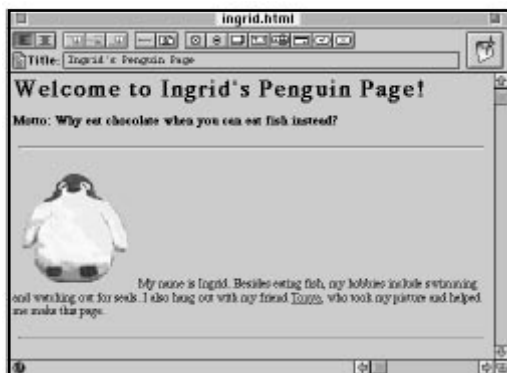 ingrid.html
Title: Ingrid's Penguin Page
Welcome to Ingrid's Penguin Page!
Motto: Why eat chocolate when you can eat fish instead?
My name is Ingrid. Besides eating fish, my hobbies include swimming
and watching out for seals. I also hang out with my friend Tonya, who took my picture and helped
me make this page.